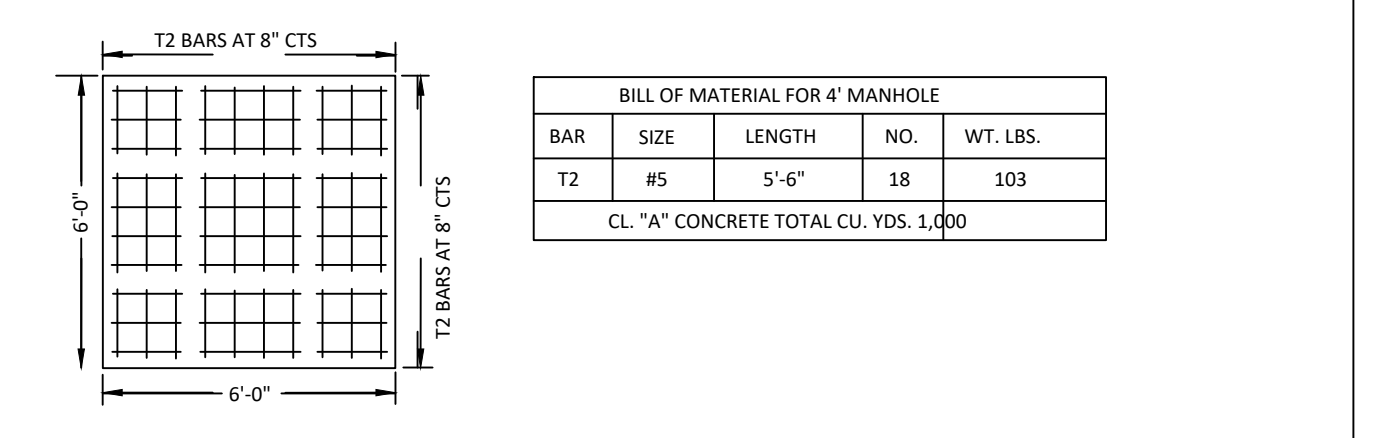 T2 BARS AT 8" CTS
6'-0"
T2 BARS AT 8" CTS
6'-0"
BILL OF MATERIAL FOR 4' MANHOLE
BAR SIZE LENGTH NO. WT. LBS.
T2 #5 5'-6" 18 103
CL. "A" CONCRETE TOTAL CU. YDS. 1,000